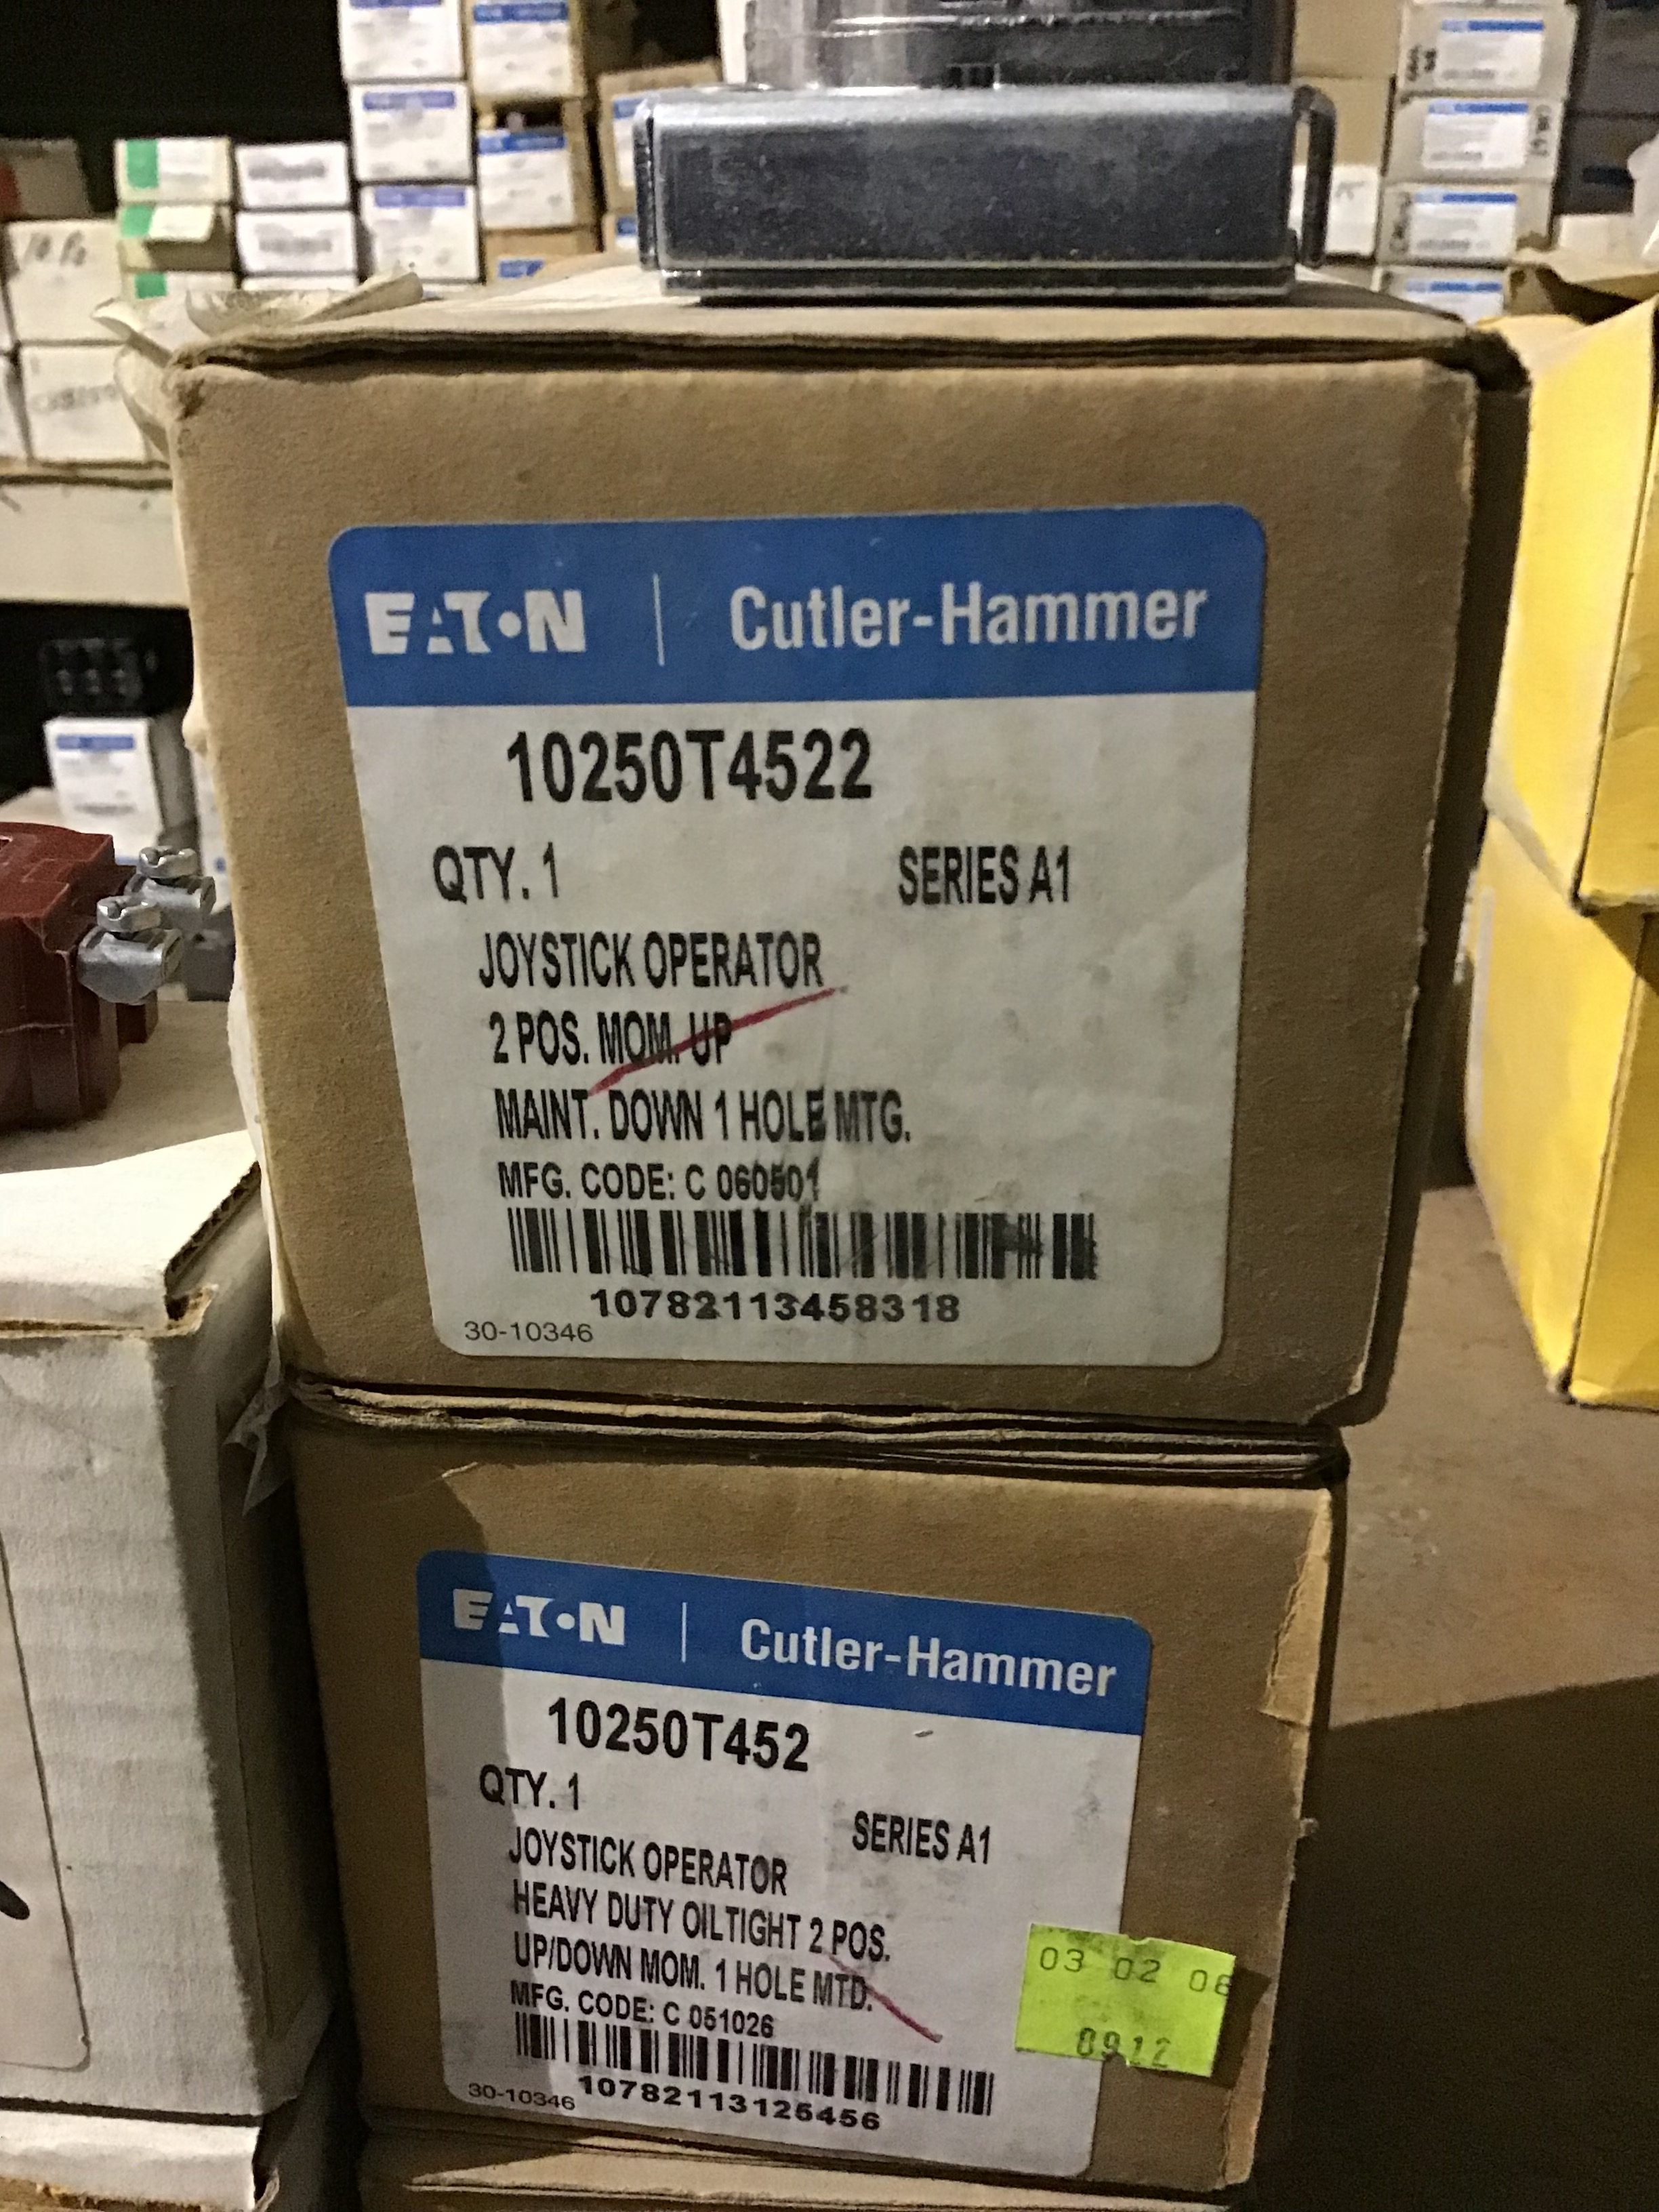 EATON | Cutler-Hammer
10250T4522
QTY. 1 SERIES A1
JOYSTICK OPERATOR
2 POS. MOM. UP
MAINT. DOWN 1 HOLE MTG.
MFG. CODE: C 060501
10782113458318
30-10346
EATON | Cutler-Hammer
10250T452
QTY. 1 SERIES A1
JOYSTICK OPERATOR
HEAVY DUTY OILTIGHT 2 POS.
UP/DOWN MOM. 1 HOLE MTD.
MFG. CODE: C 051026
10782113125456
30-10346
03 02 06
0912